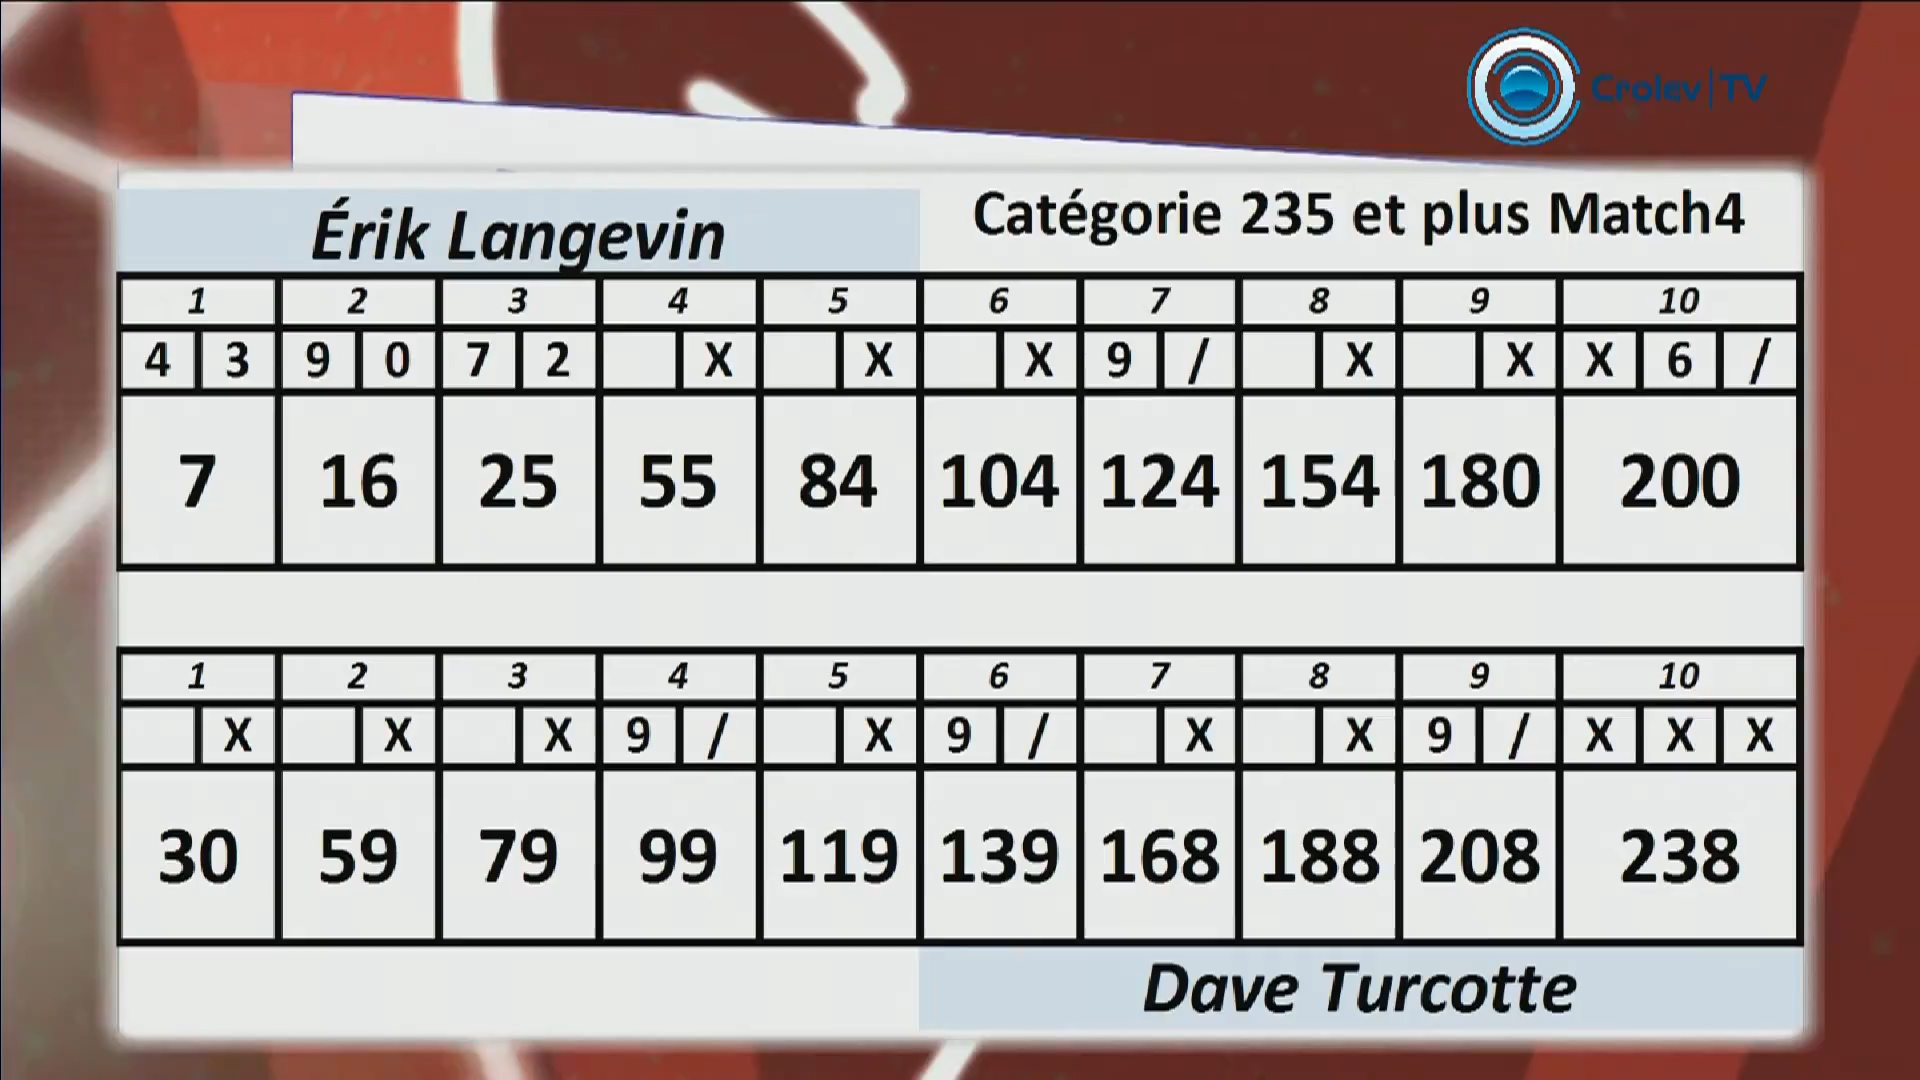 Crolev|TV
Érik Langevin
Catégorie 235 et plus Match4
1 2 3 4 5 6 7 8 9 10
4 3 9 0 7 2 X X X 9 / X X X 6 /
7 16 25 55 84 104 124 154 180 200
1 2 3 4 5 6 7 8 9 10
X X X 9 / X 9 / X X 9 / X X X
30 59 79 99 119 139 168 188 208 238
Dave Turcotte